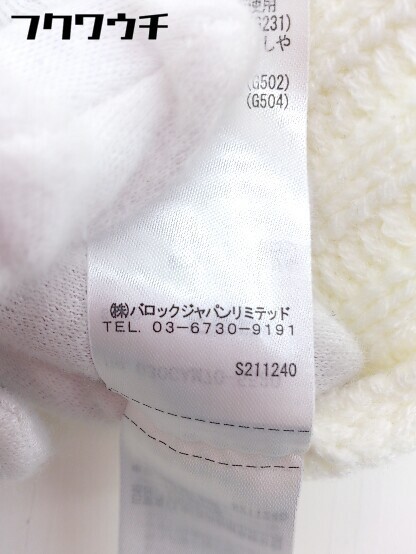 フクワウチ
使用
(G231)
しや
(G502)
(G504)
(株)バロックジャパンリミテッド
TEL. 03-6730-9191
S211240